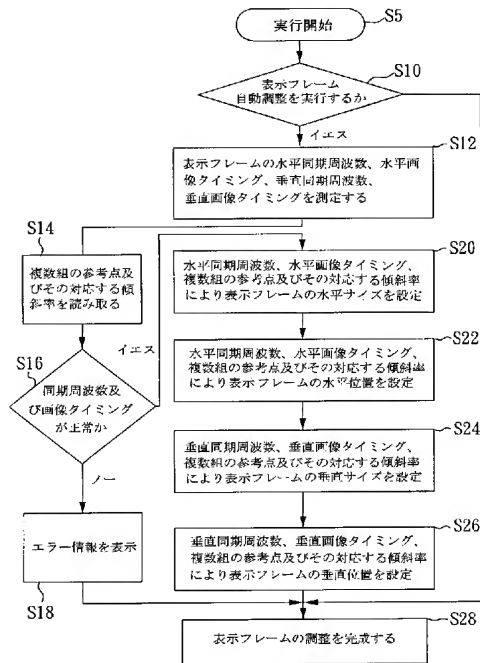 実行開始
S5
表示フレーム
自動調整を実行するか
S10
イエス
S12
表示フレームの水平同期周波数、水平画
像タイミング、垂直同期周波数、
垂直画像タイミングを測定する
S14
複数組の参考点
及びその対応する傾
斜率を読み取る
S16
同期周波数及
び画像タイミング
が正常か
イエス
ノー
エラー情報を表示
S18
S20
水平同期周波数、水平画像タイミング、
複数組の参考点及びその対応する傾斜率
により表示フレームの水平サイズを設定
S22
水平同期周波数、水平画像タイミング、
複数組の参考点及びその対応する傾斜率
により表示フレームの水平位置を設定
S24
垂直同期周波数、垂直画像タイミング、
複数組の参考点及びその対応する傾斜率
により表示フレームの垂直サイズを設定
S26
垂直同期周波数、垂直画像タイミング、
複数組の参考点及びその対応する傾斜率
により表示フレームの垂直位置を設定
S28
表示フレームの調整を完成する